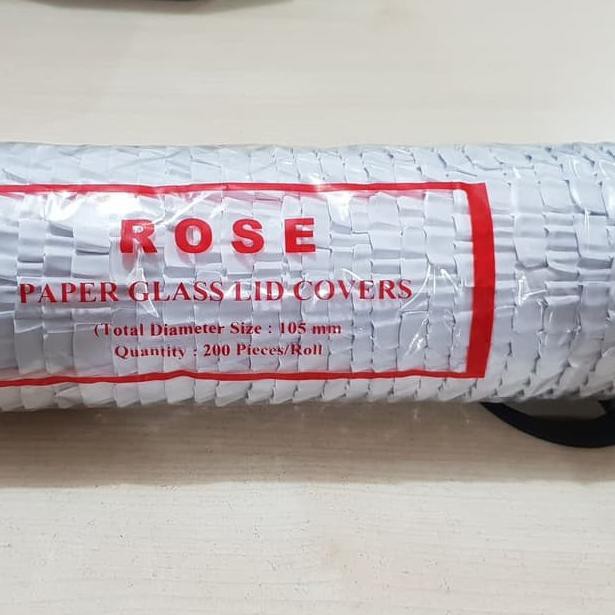 ROSE
PAPER GLASS LID COVERS
(Total Diameter Size : 105 mm
Quantity : 200 Pieces/Roll